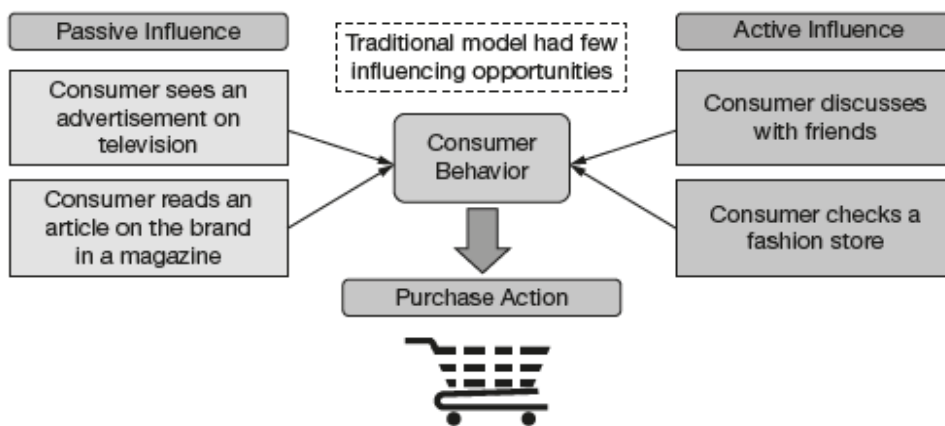 Passive Influence
Consumer sees an
advertisement on
television
Consumer reads an
article on the brand
in a magazine
Traditional model had few
influencing opportunities
Consumer
Behavior
Purchase Action
Active Influence
Consumer discusses
with friends
Consumer checks a
fashion store